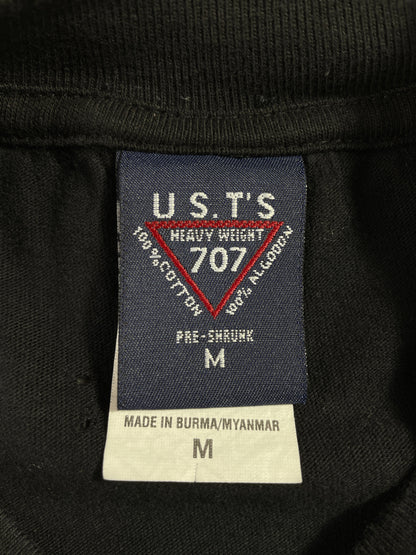 U S.T'S
HEAVY WEIGHT
707
100% COTTON
100% ALGODON
PRE-SHRUNK
M
MADE IN BURMA/MYANMAR
M